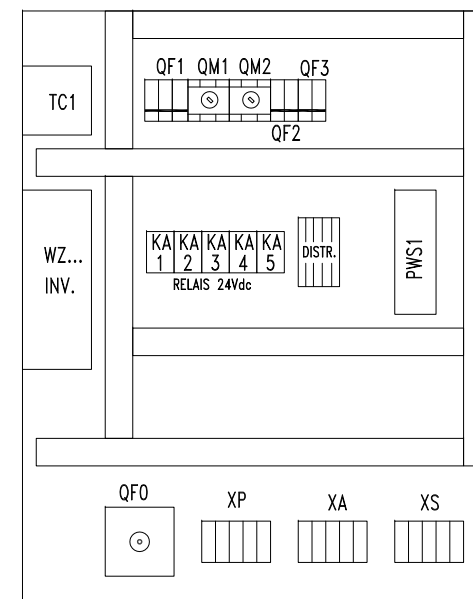 QF1 QM1 QM2 QF3
TC1
QF2
KA KA KA KA KA
1 2 3 4 5
DISTR.
RELAIS 24Vdc
PWS1
WZ...
INV.
QF0 XP XA XS